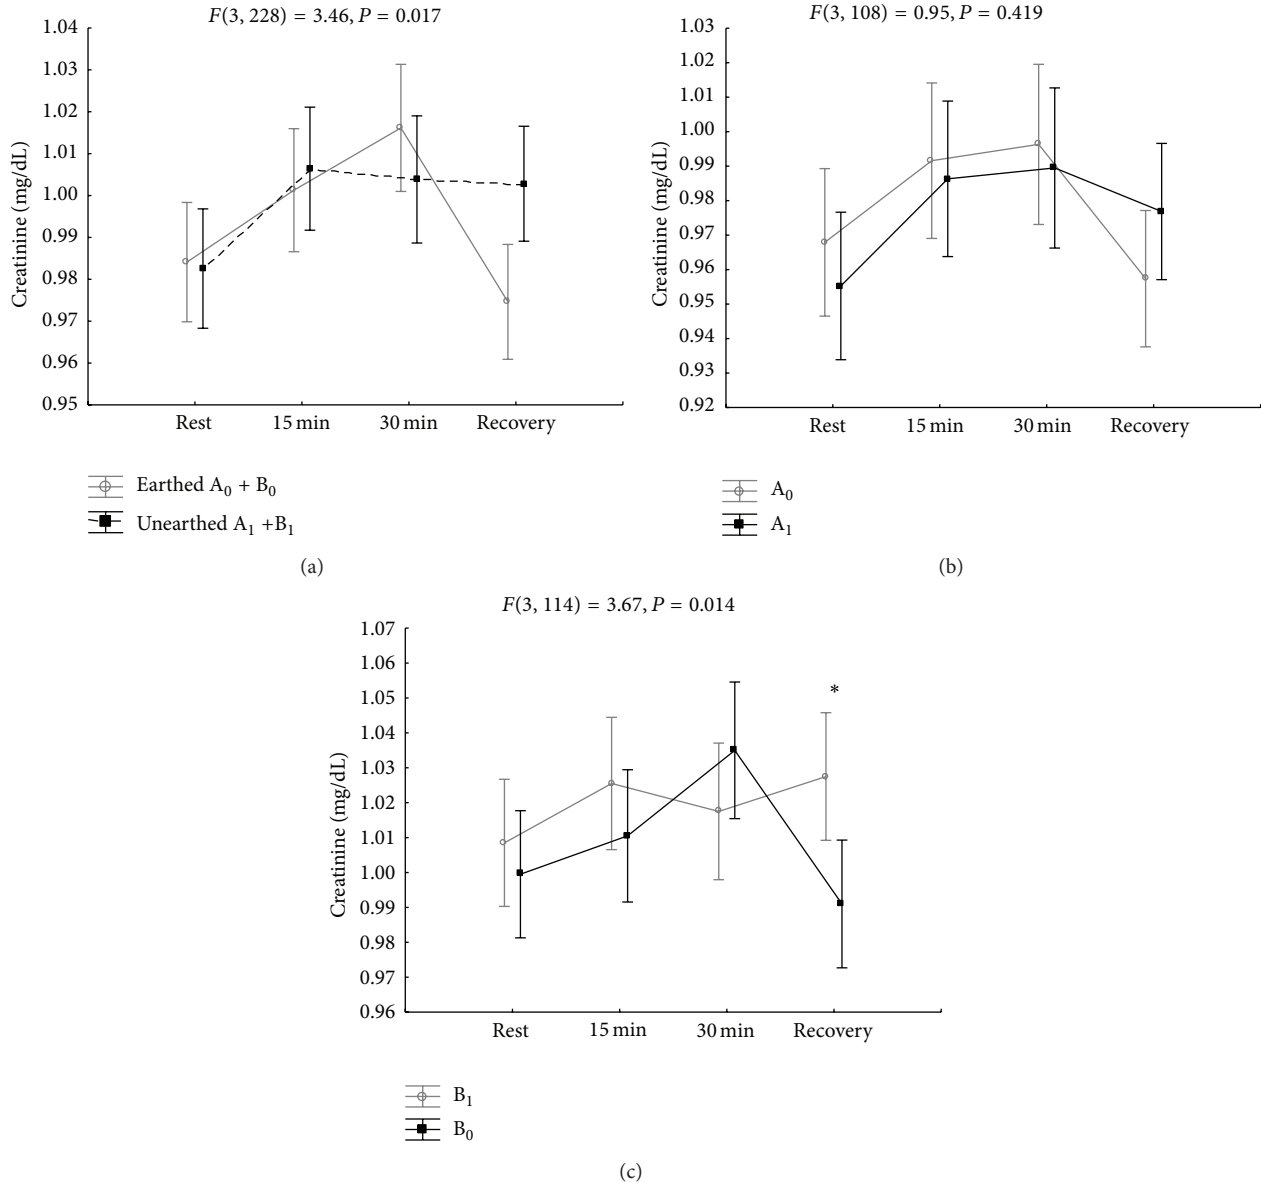 F(3, 228) = 3.46, P = 0.017
1.04
1.03
1.02
1.01
1.00
0.99
0.98
0.97
0.96
0.95
Creatinine (mg/dL)
Rest 15 min 30 min Recovery
Earthed A0 + B0
Unearthed A1 +B1
(a)
F(3, 108) = 0.95, P = 0.419
1.03
1.02
1.01
1.00
0.99
0.98
0.97
0.96
0.95
0.94
0.93
0.92
Creatinine (mg/dL)
Rest 15 min 30 min Recovery
A0
A1
(b)
F(3, 114) = 3.67, P = 0.014
1.07
1.06
1.05
1.04
1.03
1.02
1.01
1.00
0.99
0.98
0.97
0.96
Creatinine (mg/dL)
*
Rest 15 min 30 min Recovery
B1
B0
(c)